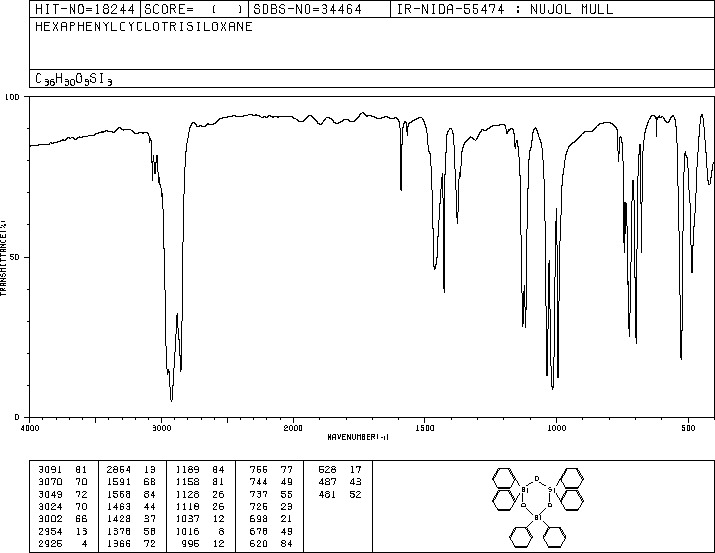 HIT-NO=18244 SCORE= ( ) SDBS-NO=34464 IR-NIDA-55474 : NUJOL MULL
HEXAPHENYLCYCLOTRISILOXANE
C36H30O3SI3
100
50
0
TRANSMITTANCE(%)
4000 3000 2000 1500 1000 500
WAVENUMBER(-1)
3091 81 2854 13 1189 84 766 77 528 17
3070 70 1591 68 1158 81 744 49 487 43
3049 72 1568 84 1128 26 737 55 481 52
3024 70 1463 44 1118 26 726 23
3002 66 1428 37 1037 12 698 21
2954 13 1378 58 1016 8 678 49
2925 4 1366 72 995 12 620 84
O
Si Si
O O
Si